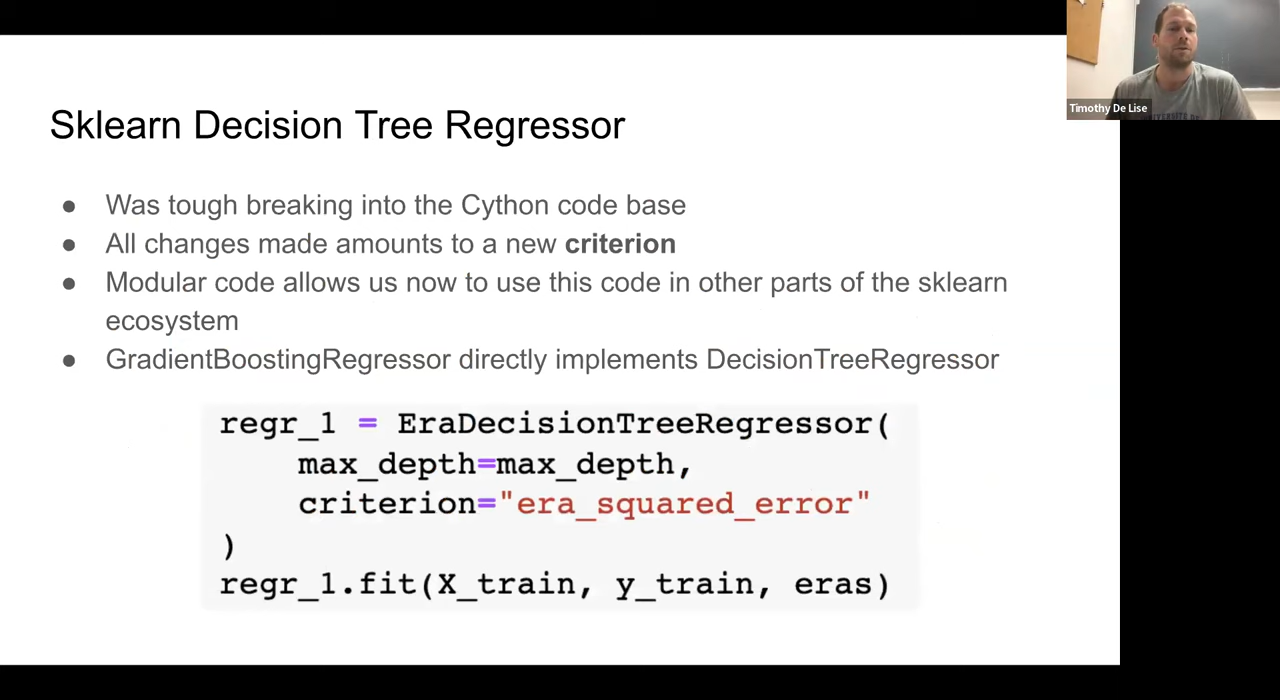 Timothy De Lise
Sklearn Decision Tree Regressor
● Was tough breaking into the Cython code base
● All changes made amounts to a new criterion
● Modular code allows us now to use this code in other parts of the sklearn
ecosystem
● GradientBoostingRegressor directly implements DecisionTreeRegressor
regr_1 = EraDecisionTreeRegressor(
    max_depth=max_depth,
    criterion="era_squared_error"
)
regr_1.fit(X_train, y_train, eras)